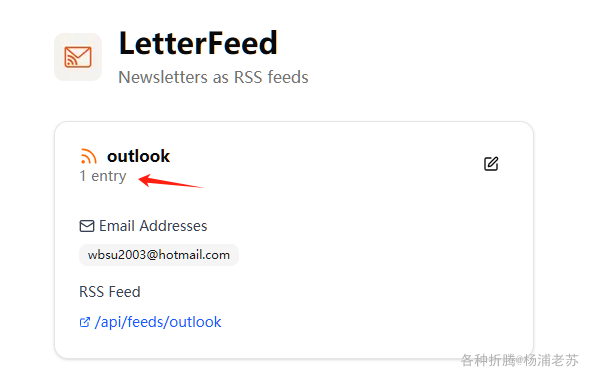 LetterFeed
Newsletters as RSS feeds
outlook
1 entry
Email Addresses
wbsu2003@hotmail.com
RSS Feed
/api/feeds/outlook
各种折腾@杨浦老苏